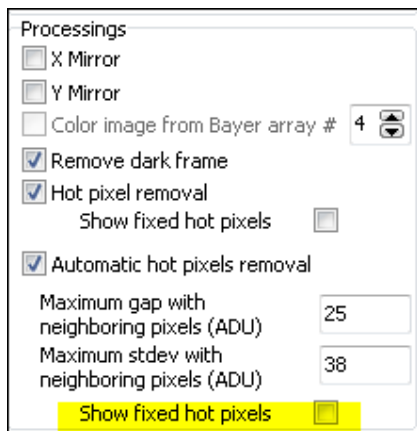 Processings
X Mirror
Y Mirror
Color image from Bayer array # 4
Remove dark frame
Hot pixel removal
Show fixed hot pixels
Automatic hot pixels removal
Maximum gap with
neighboring pixels (ADU) 25
Maximum stdev with
neighboring pixels (ADU) 38
Show fixed hot pixels